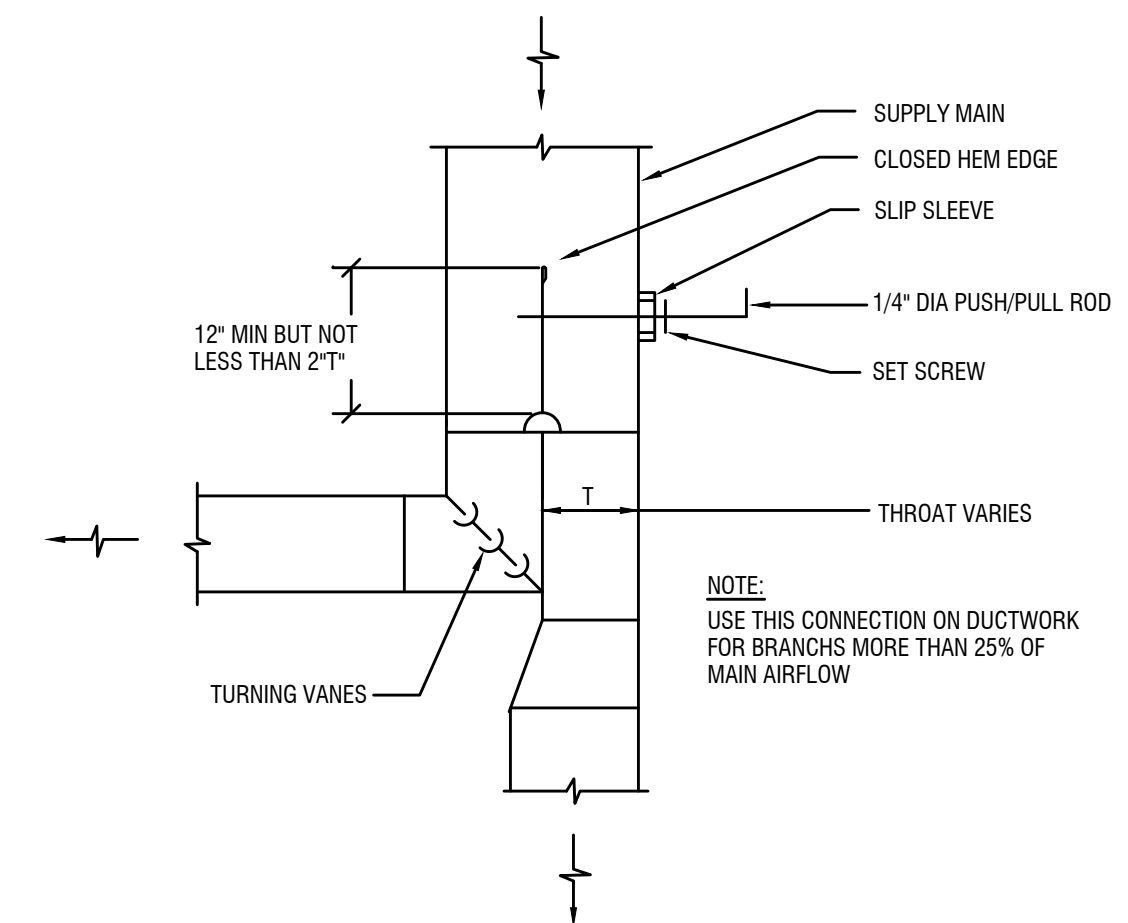 SUPPLY MAIN
CLOSED HEM EDGE
SLIP SLEEVE
1/4" DIA PUSH/PULL ROD
12" MIN BUT NOT
LESS THAN 2"T"
SET SCREW
T
THROAT VARIES
NOTE:
USE THIS CONNECTION ON DUCTWORK
FOR BRANCHS MORE THAN 25% OF
MAIN AIRFLOW
TURNING VANES